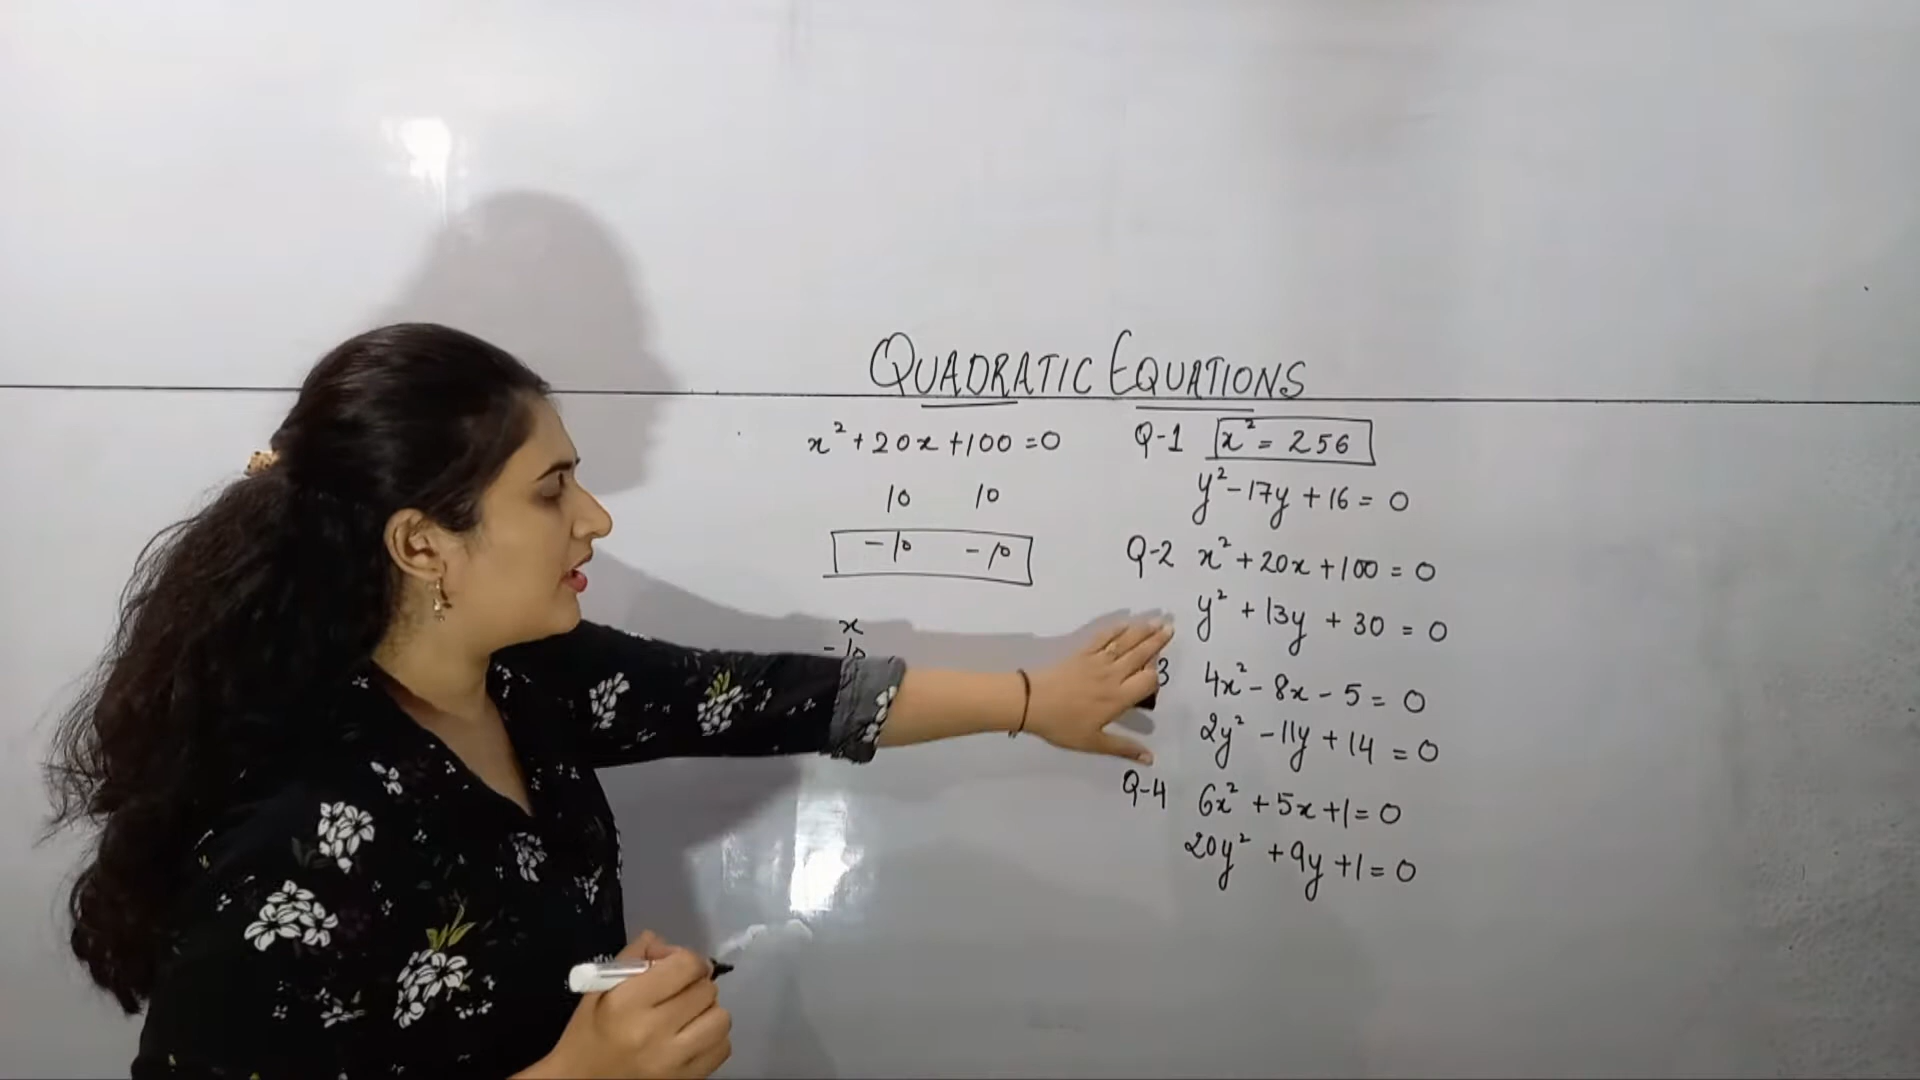 QUADRATIC EQUATIONS
x² + 20x + 100 = 0
10 10
-10 -10
x
-10
Q-1 x² = 256
y² - 17y + 16 = 0
Q-2 x² + 20x + 100 = 0
y² + 13y + 30 = 0
3 4x² - 8x - 5 = 0
2y² - 11y + 14 = 0
Q-4 6x² + 5x + 1 = 0
20y² + 9y + 1 = 0